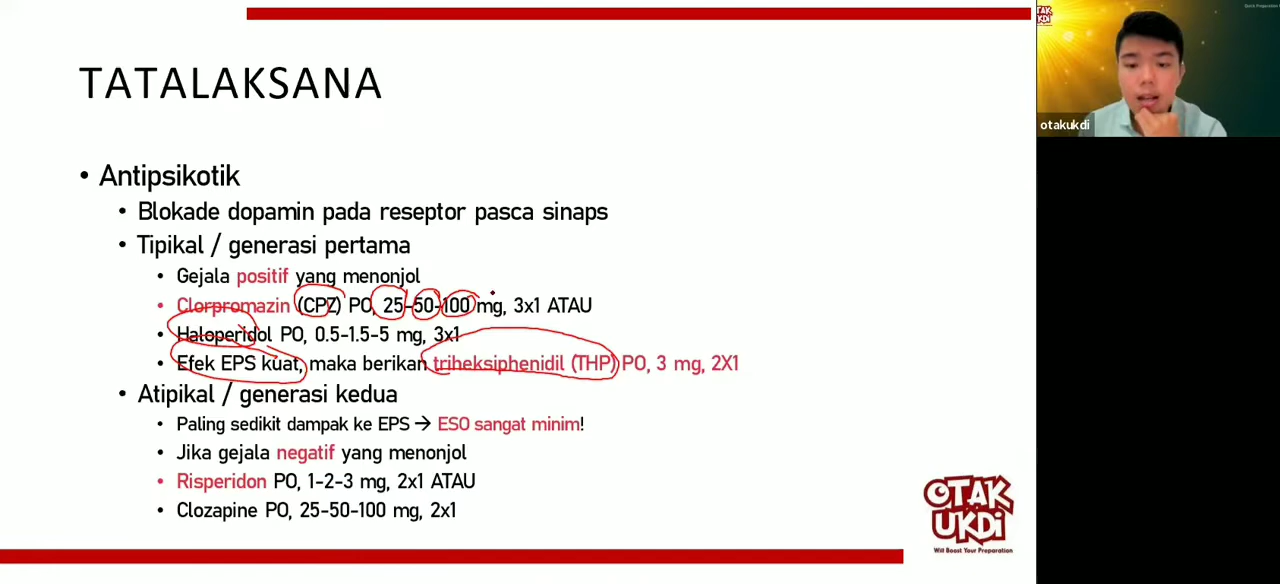 TATALAKSANA
• Antipsikotik
• Blokade dopamin pada reseptor pasca sinaps
• Tipikal / generasi pertama
• Gejala positif yang menonjol
• Clorpromazin (CPZ) PO, 25-50-100 mg, 3x1 ATAU
• Haloperidol PO, 0.5-1.5-5 mg, 3x1
• Efek EPS kuat, maka berikan triheksiphenidil (THP) PO, 3 mg, 2X1
• Atipikal / generasi kedua
• Paling sedikit dampak ke EPS → ESO sangat minim!
• Jika gejala negatif yang menonjol
• Risperidon PO, 1-2-3 mg, 2x1 ATAU
• Clozapine PO, 25-50-100 mg, 2x1
OTAK
UKDI
Will Boost Your Preparation
OTAK
UKDI
otakukdi